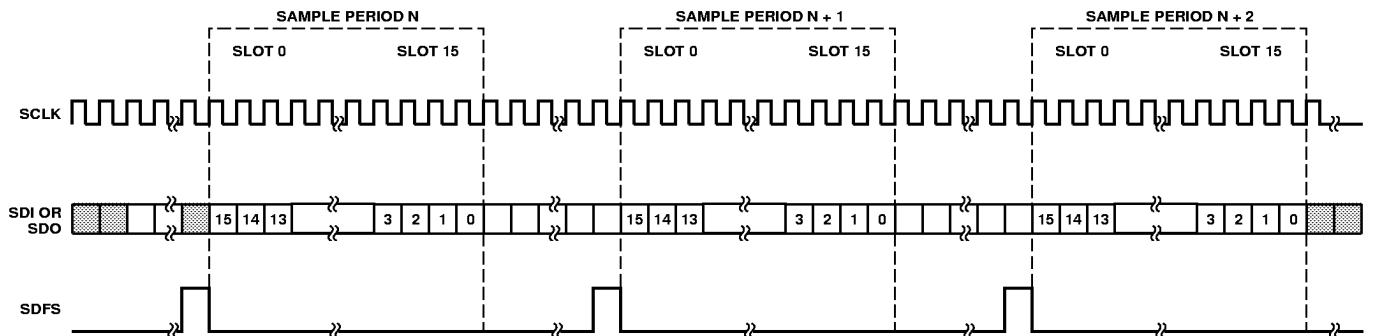 SAMPLE PERIOD N SAMPLE PERIOD N + 1 SAMPLE PERIOD N + 2
SLOT 0 SLOT 15 SLOT 0 SLOT 15 SLOT 0 SLOT 15
SCLK
SDI OR
SDO
15 14 13 3 2 1 0 15 14 13 3 2 1 0 15 14 13 3 2 1 0
SDFS